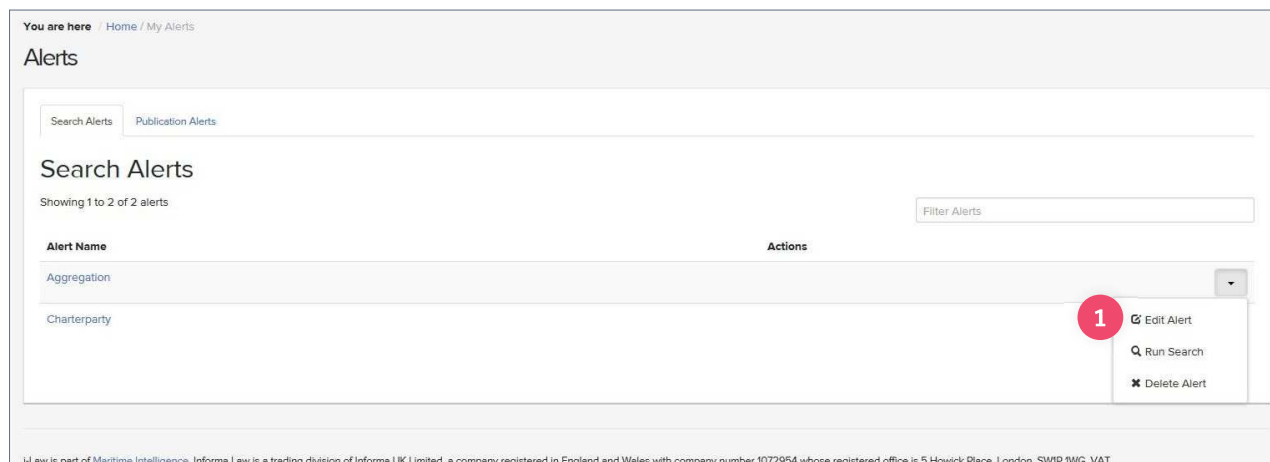 You are here / Home / My Alerts
Alerts
Search Alerts Publication Alerts
Search Alerts
Showing 1 to 2 of 2 alerts
Filter Alerts
Alert Name Actions
Aggregation
Charterparty
1 Edit Alert
Run Search
Delete Alert
i-Law is part of Maritime Intelligence. Informa Law is a trading division of Informa UK Limited, a company registered in England and Wales with company number 1072954 whose registered office is 5 Howick Place, London, SW1P 1WG. VAT